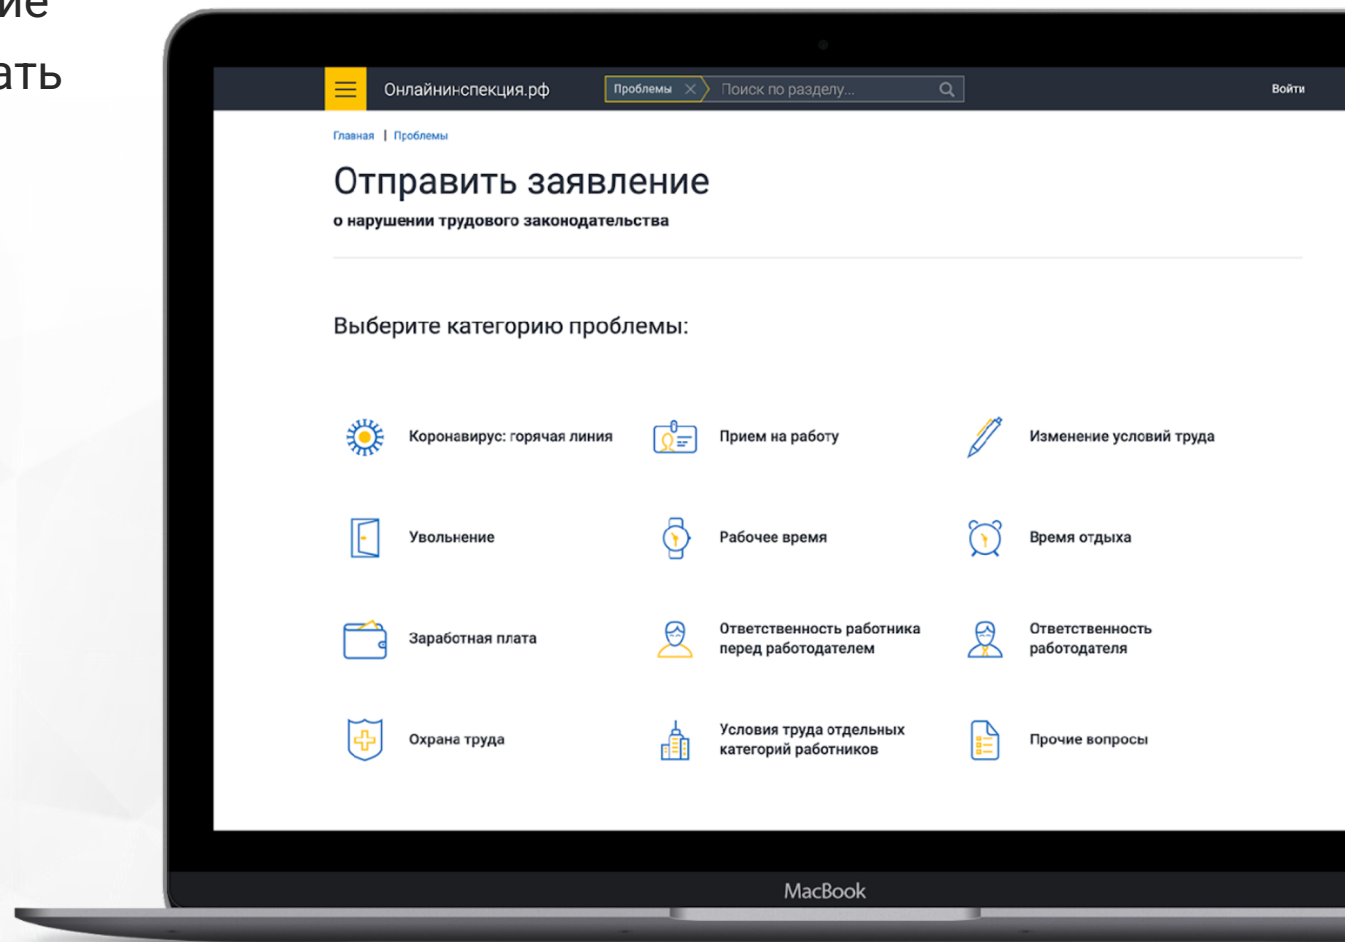 ие
ать
Онлайнинспекция.рф
Проблемы
Поиск по разделу...
Войти
Главная | Проблемы
Отправить заявление
о нарушении трудового законодательства
Выберите категорию проблемы:
Коронавирус: горячая линия
Прием на работу
Изменение условий труда
Увольнение
Рабочее время
Время отдыха
Заработная плата
Ответственность работника
перед работодателем
Ответственность
работодателя
Охрана труда
Условия труда отдельных
категорий работников
Прочие вопросы
MacBook